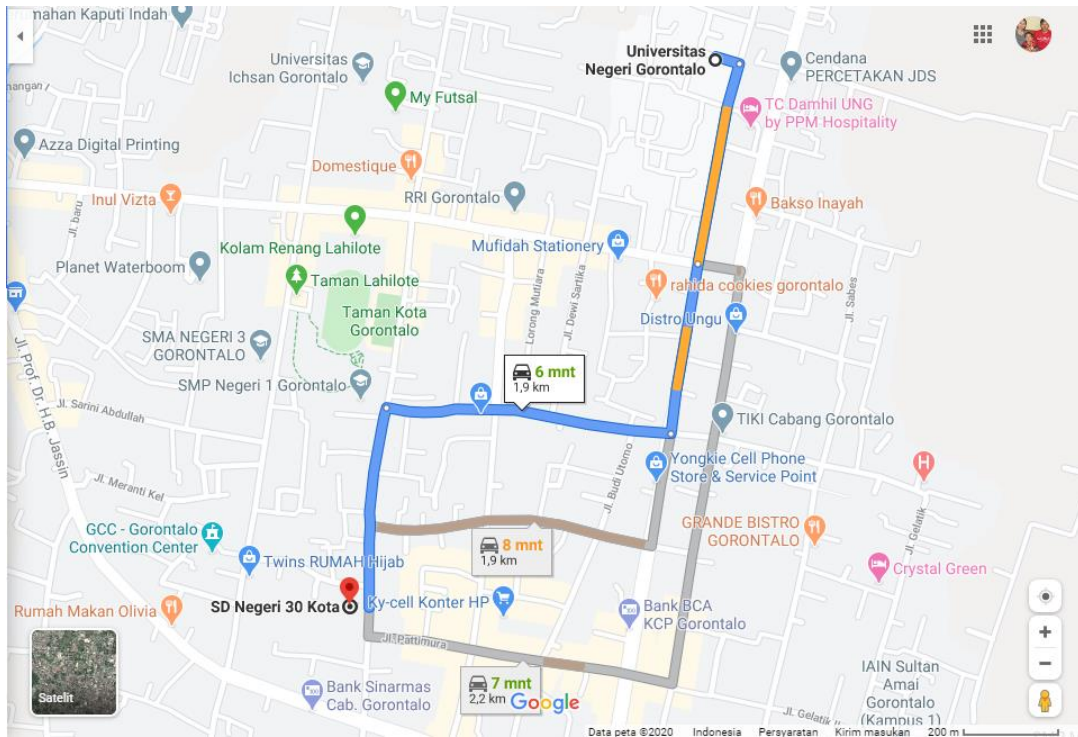 rumahan Kaputi Indah
Universitas
Ichsan Gorontalo
My Futsal
Universitas
Negeri Gorontalo
Cendana
PERCETAKAN JDS
TC Damhil UNG
by PPM Hospitality
Azza Digital Printing
Domestique
RRI Gorontalo
Bakso Inayah
Inul Vizta
Jl. baru
Kolam Renang Lahilote
Mufidah Stationery
Planet Waterboom
Taman Lahilote
rahida cookies gorontalo
Taman Kota
Gorontalo
Lorong Mutiara
Jl. Dewi Sartika
Distro Ungu
Jl. Sabes
SMA NEGERI 3
GORONTALO
SMP Negeri 1 Gorontalo
6 mnt
1,9 km
Jl. Prof. Dr. H.B. Jassin
Jl. Sarini Abdullah
TIKI Cabang Gorontalo
Yongkie Cell Phone
Store & Service Point
Jl. Budi Utomo
H
Jl. Meranti Kel.
GCC - Gorontalo
Convention Center
8 mnt
1,9 km
GRANDE BISTRO
GORONTALO
Jl. Gelatik
Twins RUMAH Hijab
Crystal Green
SD Negeri 30 Kota
Ky-cell Konter HP
Rumah Makan Olivia
Bank BCA
KCP Gorontalo
Jl. Pattimura
Satelit
7 mnt
2,2 km
Google
Bank Sinarmas
Cab. Gorontalo
IAIN Sultan
Amai
Gorontalo
(Kampus 1)
Jl. Gelatik
Data peta ©2020 Indonesia Persyaratan Kirim masukan 200 m